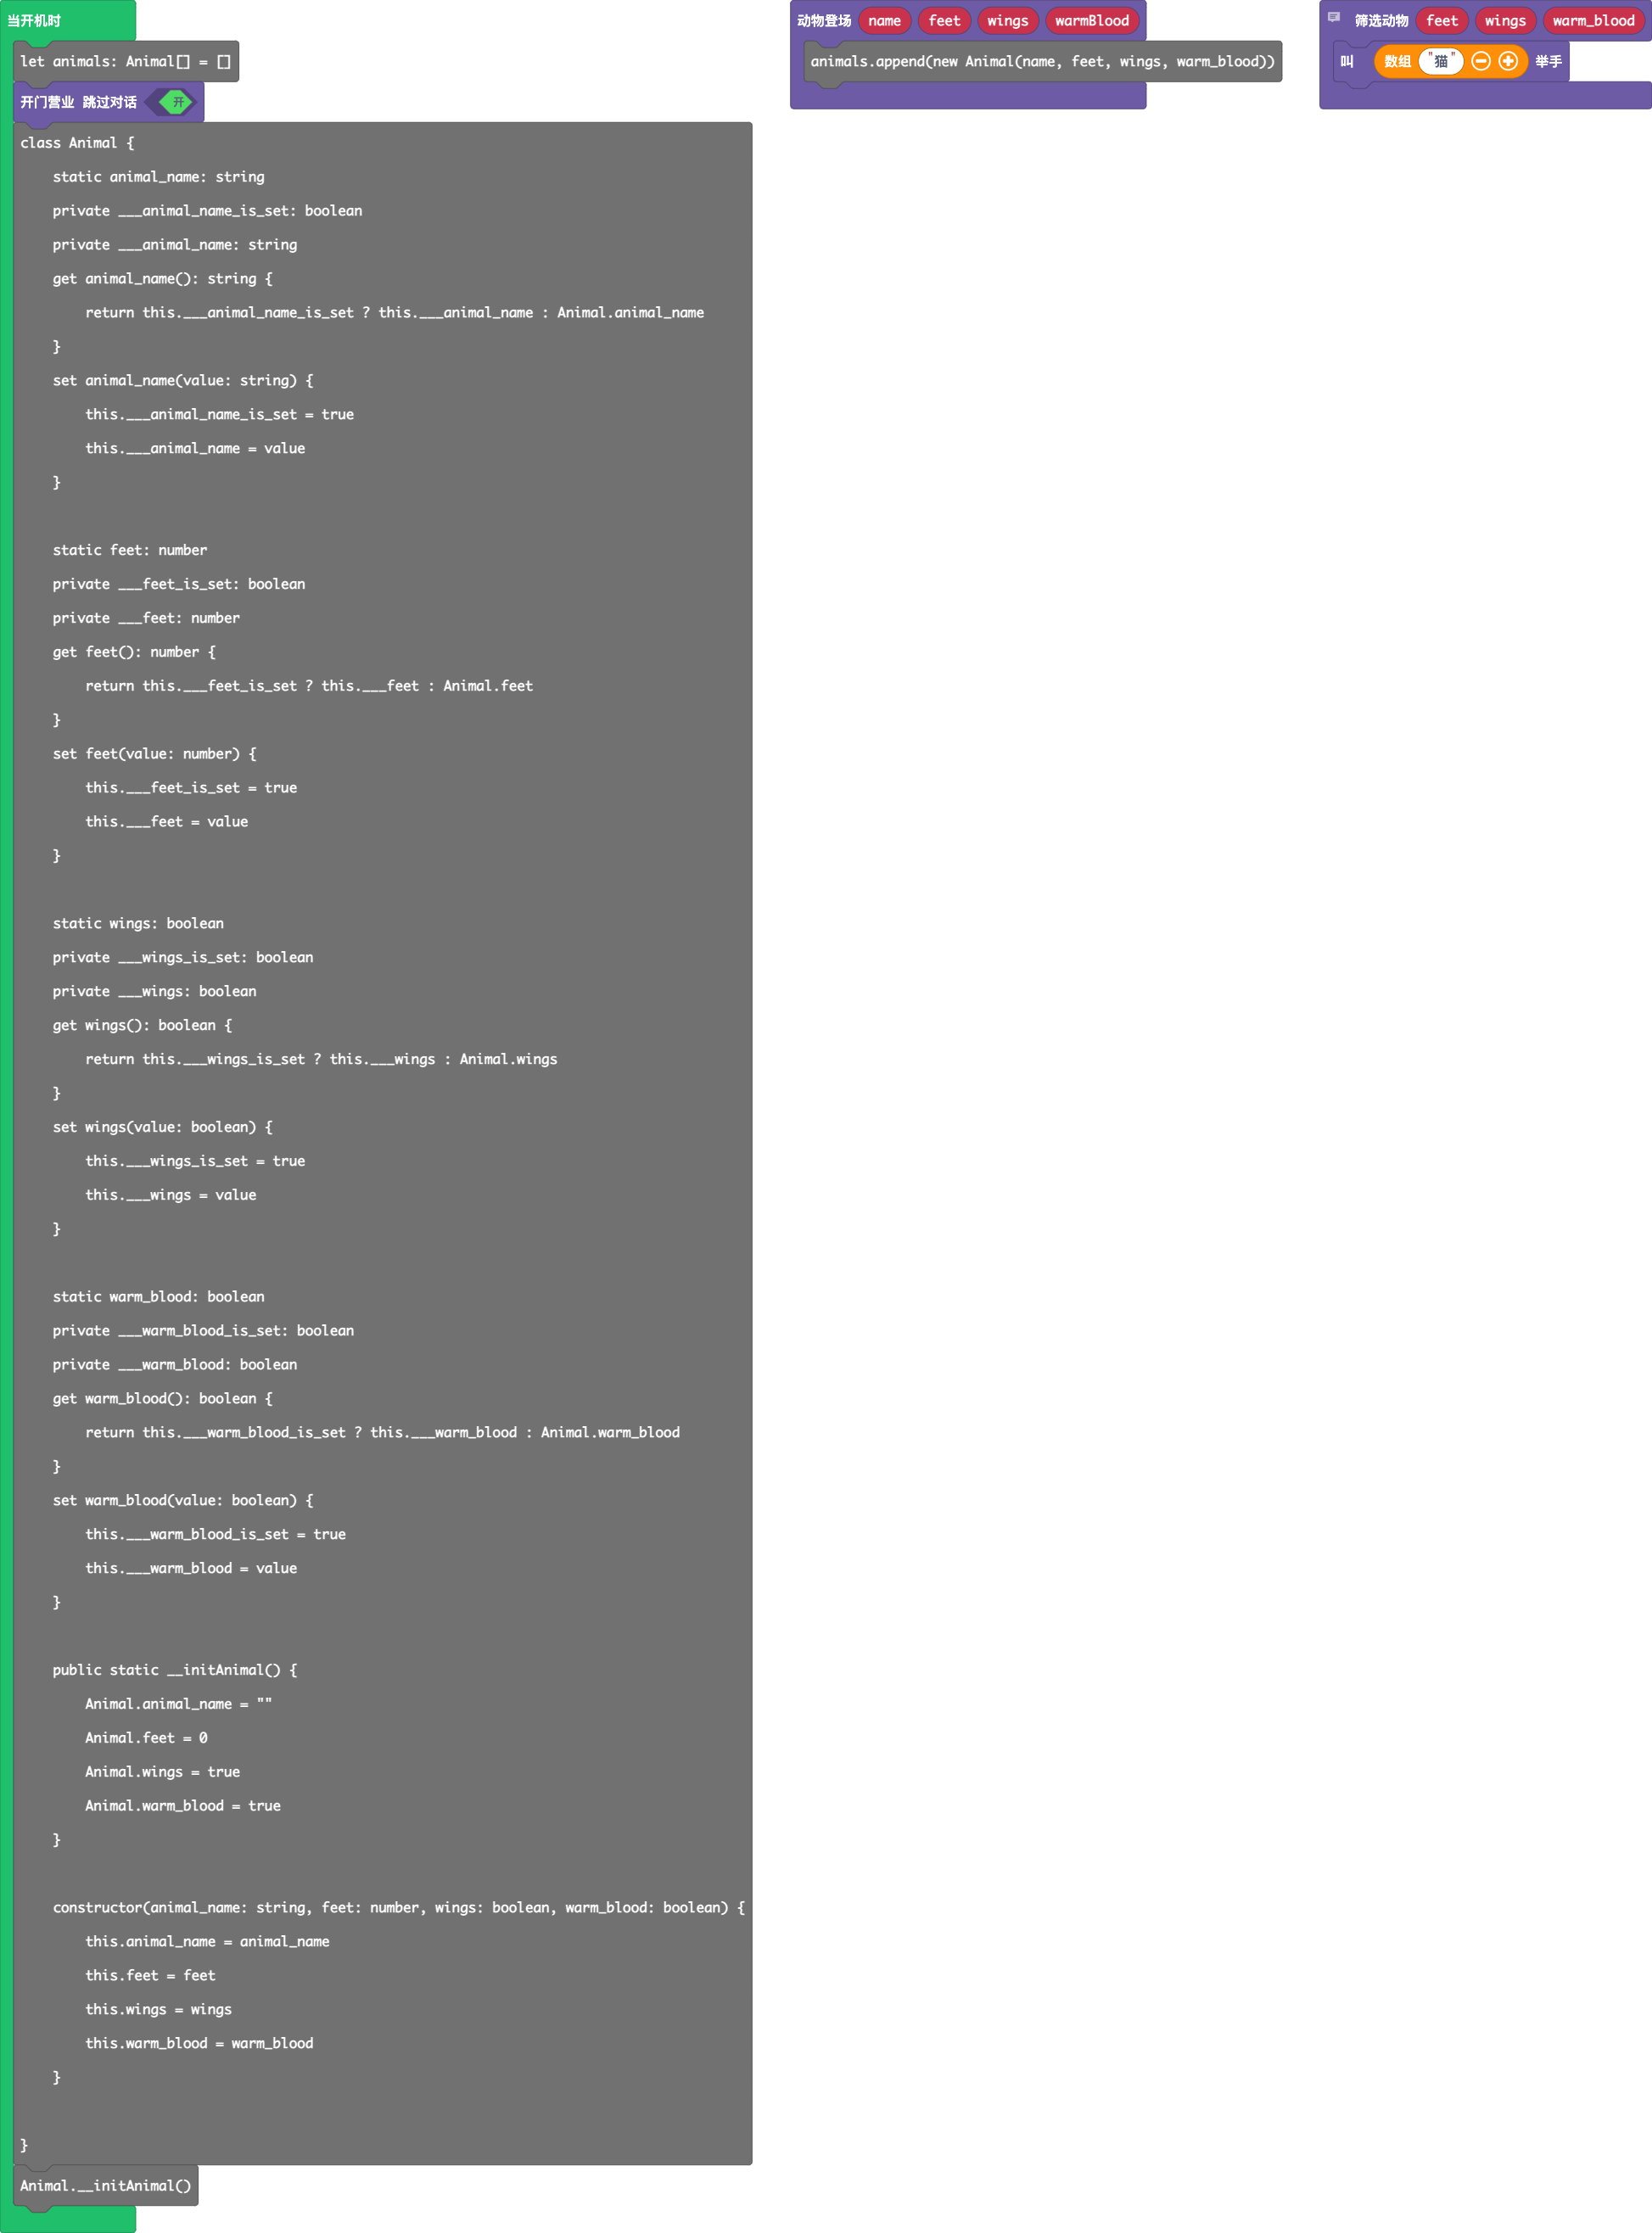 当开机时
let animals: Animal[] = []
开门营业 跳过对话 开
class Animal {
static animal_name: string
private ___animal_name_is_set: boolean
private ___animal_name: string
get animal_name(): string {
return this.___animal_name_is_set ? this.___animal_name : Animal.animal_name
}
set animal_name(value: string) {
this.___animal_name_is_set = true
this.___animal_name = value
}
static feet: number
private ___feet_is_set: boolean
private ___feet: number
get feet(): number {
return this.___feet_is_set ? this.___feet : Animal.feet
}
set feet(value: number) {
this.___feet_is_set = true
this.___feet = value
}
static wings: boolean
private ___wings_is_set: boolean
private ___wings: boolean
get wings(): boolean {
return this.___wings_is_set ? this.___wings : Animal.wings
}
set wings(value: boolean) {
this.___wings_is_set = true
this.___wings = value
}
static warm_blood: boolean
private ___warm_blood_is_set: boolean
private ___warm_blood: boolean
get warm_blood(): boolean {
return this.___warm_blood_is_set ? this.___warm_blood : Animal.warm_blood
}
set warm_blood(value: boolean) {
this.___warm_blood_is_set = true
this.___warm_blood = value
}
public static __initAnimal() {
Animal.animal_name = ""
Animal.feet = 0
Animal.wings = true
Animal.warm_blood = true
}
constructor(animal_name: string, feet: number, wings: boolean, warm_blood: boolean) {
this.animal_name = animal_name
this.feet = feet
this.wings = wings
this.warm_blood = warm_blood
}
}
Animal.__initAnimal()
动物登场 name feet wings warmBlood
animals.append(new Animal(name, feet, wings, warm_blood))
筛选动物 feet wings warm_blood
叫 数组 "猫" 举手